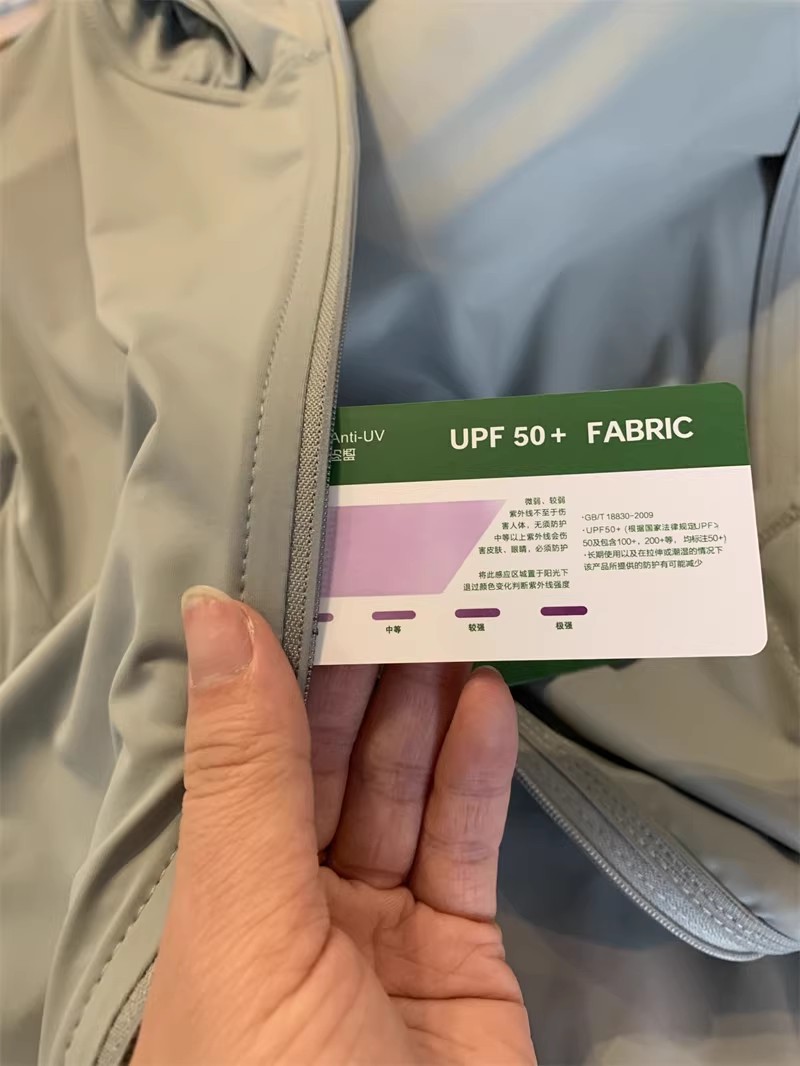 Anti-UV
UPF 50+ FABRIC
微弱、较弱
紫外线不至于伤
害人体、无须防护
中等以上紫外线会伤
害皮肤、眼睛，必须防护
将此感应区域置于阳光下
退过颜色变化判断紫外线强度
·GB/T 18830-2009
·UPF50+ (根据国家法律规定UPF≥
50及包含100+，200+等，均标注50+)
·长期使用以及在拉伸或潮湿的情况下
该产品所提供的防护有可能减少
中等
较强
极强